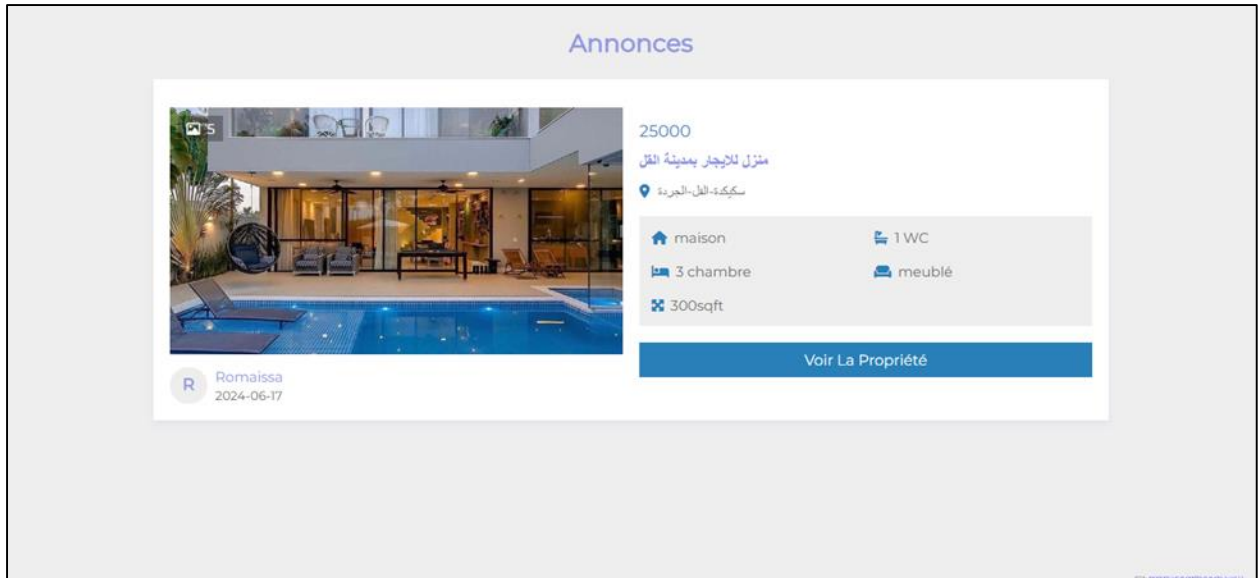 Annonces
5
25000
منزل للايجار بمدينة القل
سكيكدة-القل-الجردة
maison
1 WC
3 chambre
meublé
300sqft
Voir La Propriété
R
Romaissa
2024-06-17